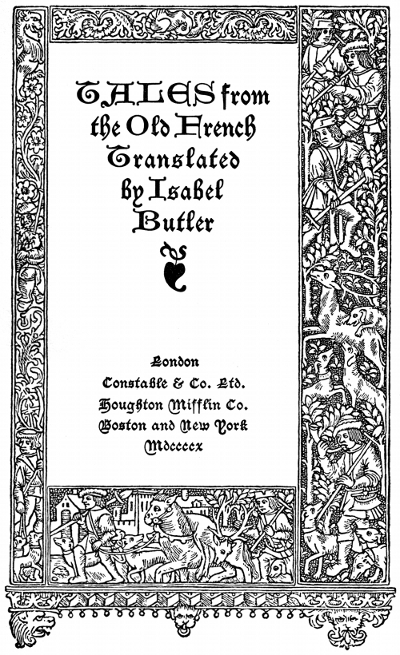 TALES from
the Old French
Translated
by Isabel
Butler
London
Constable & Co. Ltd.
Houghton Mifflin Co.
Boston and New York
Mdccccx